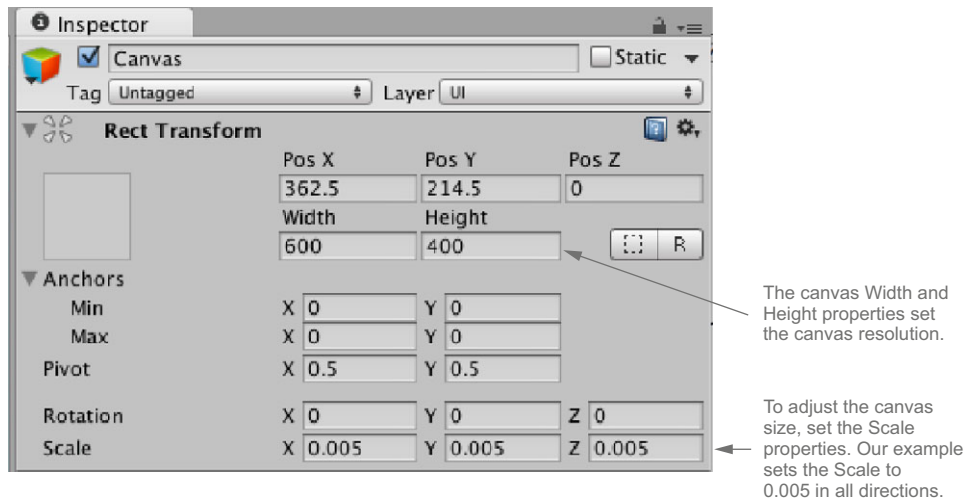 Inspector
Canvas Static
Tag Untagged Layer UI
Rect Transform
Pos X Pos Y Pos Z
362.5 214.5 0
Width Height
600 400 R
Anchors
Min X 0 Y 0
Max X 0 Y 0
Pivot X 0.5 Y 0.5
Rotation X 0 Y 0 Z 0
Scale X 0.005 Y 0.005 Z 0.005
The canvas Width and
Height properties set
the canvas resolution.
To adjust the canvas
size, set the Scale
properties. Our example
sets the Scale to
0.005 in all directions.